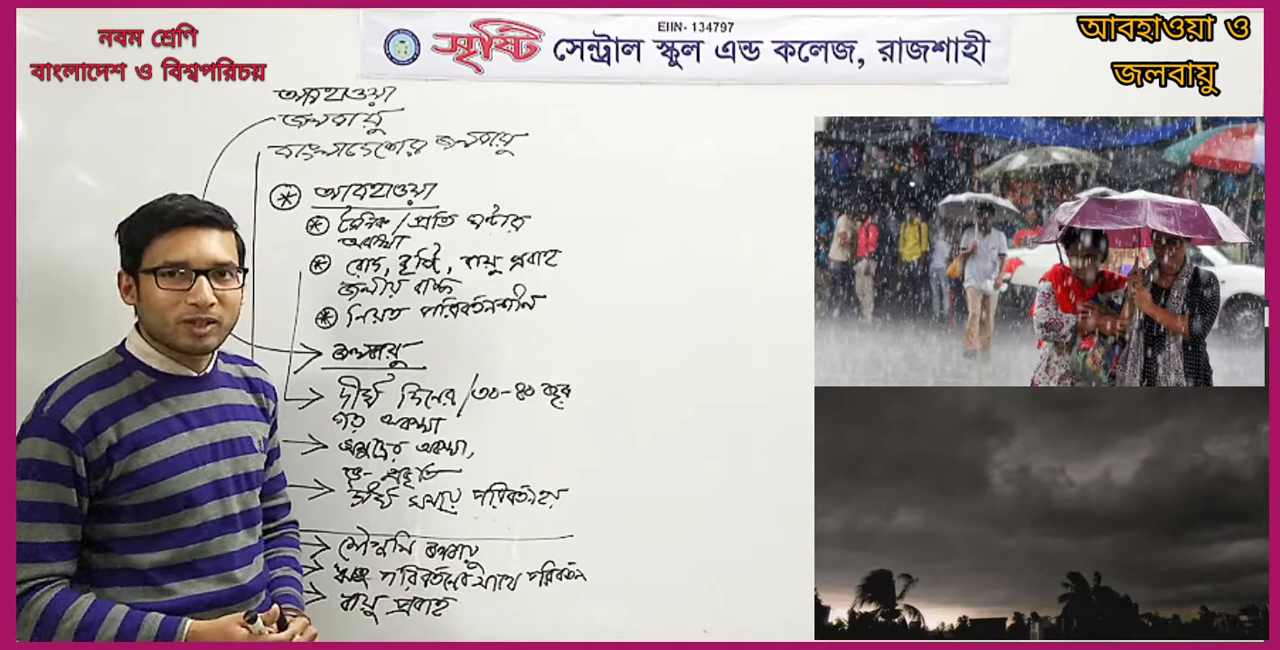 নবম শ্রেণি
বাংলাদেশ ও বিশ্বপরিচয়
EIIN- 134797
সৃষ্টি সেন্ট্রাল স্কুল এন্ড কলেজ, রাজশাহী
আবহাওয়া ও
জলবায়ু
আবহাওয়া
জলবায়ু
বাংলাদেশের জলবায়ু
আবহাওয়া
দৈনিক / প্রতি ঘন্টার
অবস্থা
রোদ, বৃষ্টি, বায়ু প্রবাহ
জলীয় বাষ্প
নিয়ত পরিবর্তনশীল
জলবায়ু
দীর্ঘ দিনের / ৩০-৪০ বছর
গড় অবস্থা
অবস্থা,
ভূ-প্রকৃতি
দীর্ঘ সময়ে পরিবর্তন
মৌসুমি জলবায়ু
ঋতু পরিবর্তনের সাথে পরিবর্তন
বায়ু প্রবাহ